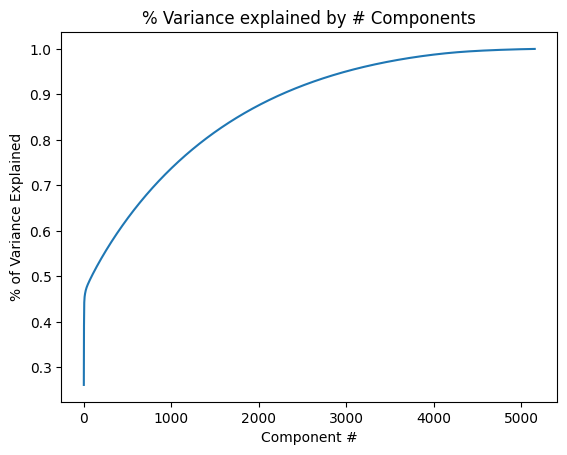 % Variance explained by # Components
% of Variance Explained
1.0
0.9
0.8
0.7
0.6
0.5
0.4
0.3
0 1000 2000 3000 4000 5000
Component #